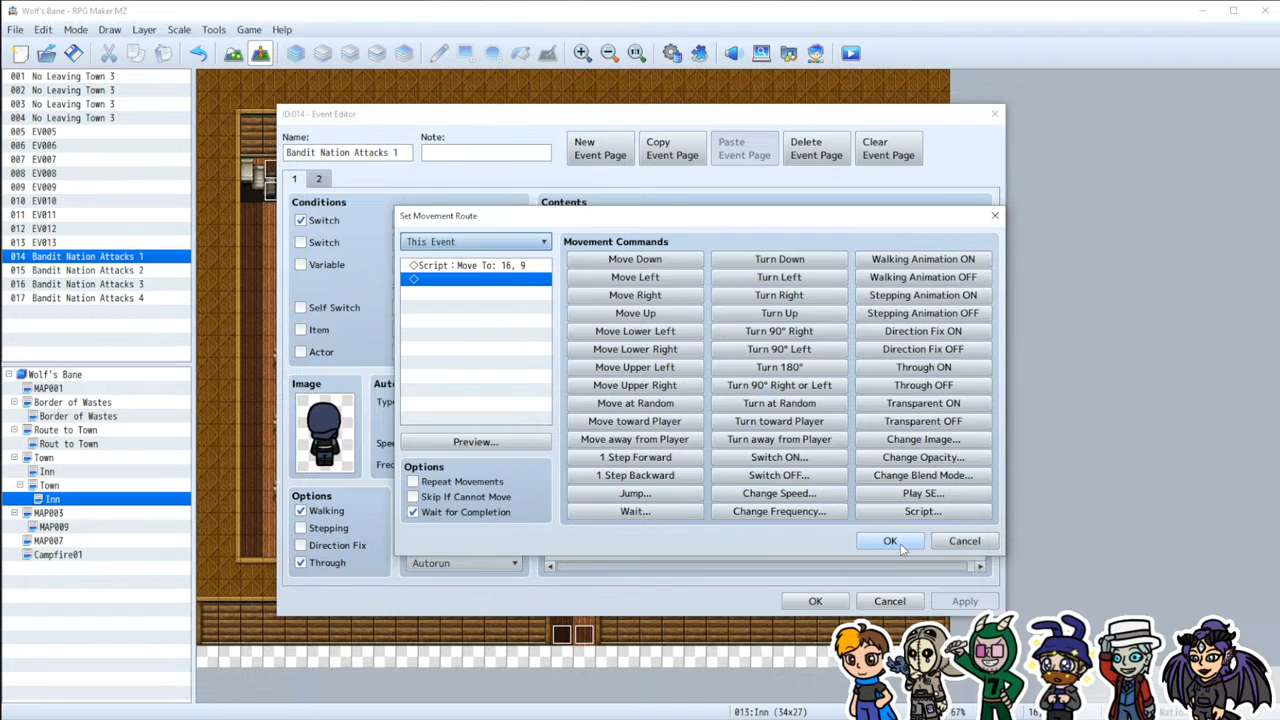 Wolf's Bane - RPG Maker MZ
File Edit Mode Draw Layer Scale Tools Game Help
001 No Leaving Town 3
002 No Leaving Town 3
003 No Leaving Town 3
004 No Leaving Town 3
005 EV005
006 EV006
007 EV007
008 EV008
009 EV009
010 EV010
011 EV011
012 EV012
013 EV013
014 Bandit Nation Attacks 1
015 Bandit Nation Attacks 2
016 Bandit Nation Attacks 3
017 Bandit Nation Attacks 4
Wolf's Bane
MAP001
Border of Wastes
Border of Wastes
Route to Town
Rout to Town
Town
Inn
Town
Inn
MAP003
MAP009
MAP007
Campfire01
ID:014 - Event Editor
Name:
Note:
Bandit Nation Attacks 1
New Event Page
Copy Event Page
Paste Event Page
Delete Event Page
Clear Event Page
1 2
Conditions
Switch
Switch
Variable
Self Switch
Item
Actor
Image
Options
Walking
Stepping
Direction Fix
Through
Autorun
Contents
Set Movement Route
This Event
◇Script：Move To: 16, 9
◇
Preview...
Options
Repeat Movements
Skip If Cannot Move
Wait for Completion
Movement Commands
Move Down Turn Down Walking Animation ON
Move Left Turn Left Walking Animation OFF
Move Right Turn Right Stepping Animation ON
Move Up Turn Up Stepping Animation OFF
Move Lower Left Turn 90° Right Direction Fix ON
Move Lower Right Turn 90° Left Direction Fix OFF
Move Upper Left Turn 180° Through ON
Move Upper Right Turn 90° Right or Left Through OFF
Move at Random Turn at Random Transparent ON
Move toward Player Turn toward Player Transparent OFF
Move away from Player Turn away from Player Change Image...
1 Step Forward Switch ON... Change Opacity...
1 Step Backward Switch OFF... Change Blend Mode...
Jump... Change Speed... Play SE...
Wait... Change Frequency... Script...
OK Cancel
OK Cancel Apply
7
013:Inn (34x27) 67%